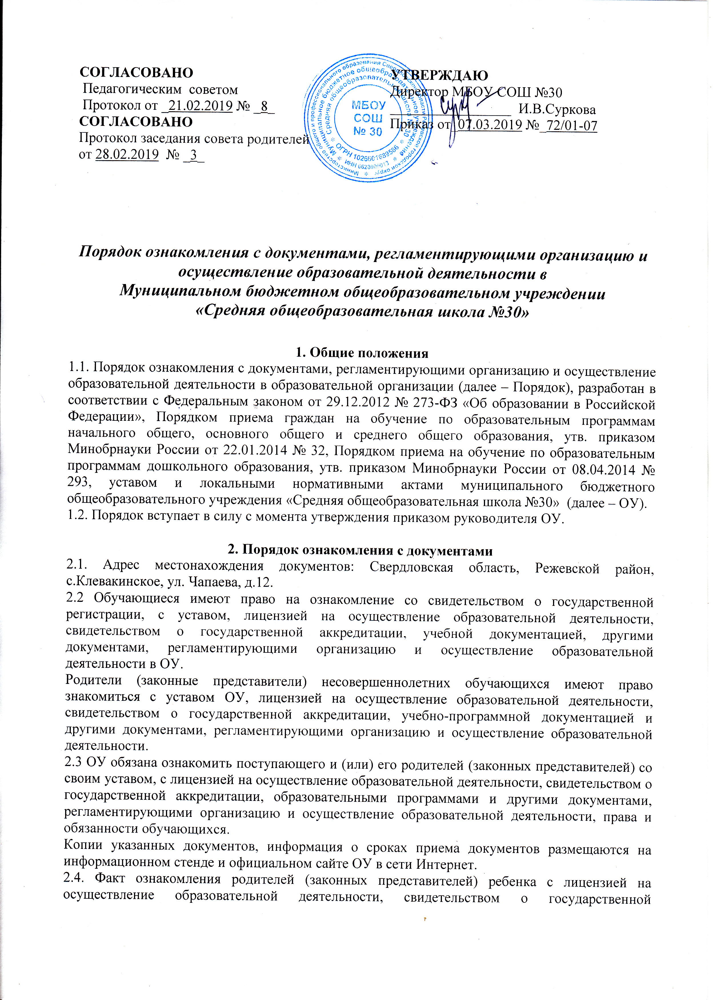 СОГЛАСОВАНО
Педагогическим советом
Протокол от _21.02.2019 № _8_
СОГЛАСОВАНО
Протокол заседания совета родителей
от 28.02.2019 № _3_
УТВЕРЖДАЮ
Директор МБОУ СОШ №30
И.В.Суркова
Приказ от_07.03.2019 №_72/01-07
МБОУ
СОШ
№ 30
Порядок ознакомления с документами, регламентирующими организацию и
осуществление образовательной деятельности в
Муниципальном бюджетном общеобразовательном учреждении
«Средняя общеобразовательная школа №30»
1. Общие положения
1.1. Порядок ознакомления с документами, регламентирующими организацию и осуществление
образовательной деятельности в образовательной организации (далее – Порядок), разработан в
соответствии с Федеральным законом от 29.12.2012 № 273-ФЗ «Об образовании в Российской
Федерации», Порядком приема граждан на обучение по образовательным программам
начального общего, основного общего и среднего общего образования, утв. приказом
Минобрнауки России от 22.01.2014 № 32, Порядком приема на обучение по образовательным
программам дошкольного образования, утв. приказом Минобрнауки России от 08.04.2014 №
293, уставом и локальными нормативными актами муниципального бюджетного
общеобразовательного учреждения «Средняя общеобразовательная школа №30» (далее – ОУ).
1.2. Порядок вступает в силу с момента утверждения приказом руководителя ОУ.
2. Порядок ознакомления с документами
2.1. Адрес местонахождения документов: Свердловская область, Режевской район,
с.Клевакинское, ул. Чапаева, д.12.
2.2 Обучающиеся имеют право на ознакомление со свидетельством о государственной
регистрации, с уставом, лицензией на осуществление образовательной деятельности,
свидетельством о государственной аккредитации, учебной документацией, другими
документами, регламентирующими организацию и осуществление образовательной
деятельности в ОУ.
Родители (законные представители) несовершеннолетних обучающихся имеют право
знакомиться с уставом ОУ, лицензией на осуществление образовательной деятельности,
свидетельством о государственной аккредитации, учебно-программной документацией и
другими документами, регламентирующими организацию и осуществление образовательной
деятельности.
2.3 ОУ обязана ознакомить поступающего и (или) его родителей (законных представителей) со
своим уставом, с лицензией на осуществление образовательной деятельности, свидетельством о
государственной аккредитации, образовательными программами и другими документами,
регламентирующими организацию и осуществление образовательной деятельности, права и
обязанности обучающихся.
Копии указанных документов, информация о сроках приема документов размещаются на
информационном стенде и официальном сайте ОУ в сети Интернет.
2.4. Факт ознакомления родителей (законных представителей) ребенка с лицензией на
осуществление образовательной деятельности, свидетельством о государственной